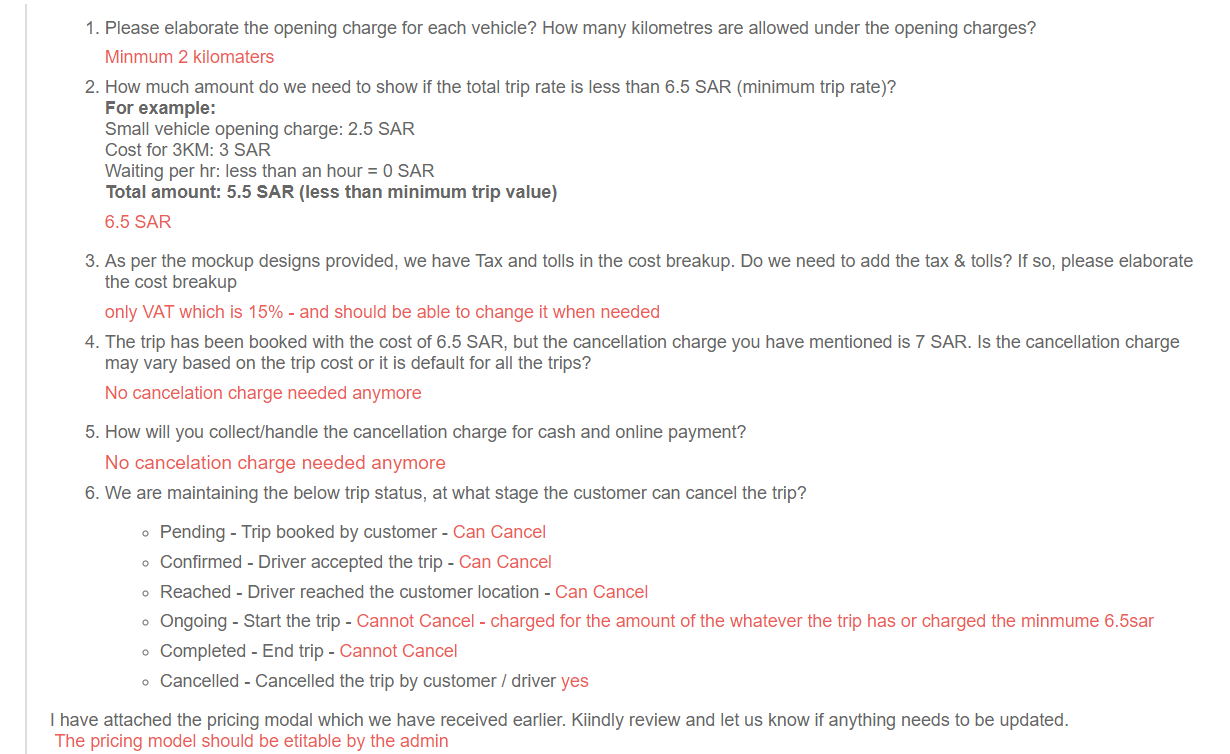 1. Please elaborate the opening charge for each vehicle? How many kilometres are allowed under the opening charges?
Minmum 2 kilomaters
2. How much amount do we need to show if the total trip rate is less than 6.5 SAR (minimum trip rate)?
For example:
Small vehicle opening charge: 2.5 SAR
Cost for 3KM: 3 SAR
Waiting per hr: less than an hour = 0 SAR
Total amount: 5.5 SAR (less than minimum trip value)
6.5 SAR
3. As per the mockup designs provided, we have Tax and tolls in the cost breakup. Do we need to add the tax & tolls? If so, please elaborate
the cost breakup
only VAT which is 15% - and should be able to change it when needed
4. The trip has been booked with the cost of 6.5 SAR, but the cancellation charge you have mentioned is 7 SAR. Is the cancellation charge
may vary based on the trip cost or it is default for all the trips?
No cancelation charge needed anymore
5. How will you collect/handle the cancellation charge for cash and online payment?
No cancelation charge needed anymore
6. We are maintaining the below trip status, at what stage the customer can cancel the trip?
Pending - Trip booked by customer - Can Cancel
Confirmed - Driver accepted the trip - Can Cancel
Reached - Driver reached the customer location - Can Cancel
Ongoing - Start the trip - Cannot Cancel - charged for the amount of the whatever the trip has or charged the minmume 6.5sar
Completed - End trip - Cannot Cancel
Cancelled - Cancelled the trip by customer / driver yes
I have attached the pricing modal which we have received earlier. Kiindly review and let us know if anything needs to be updated.
The pricing model should be etitable by the admin